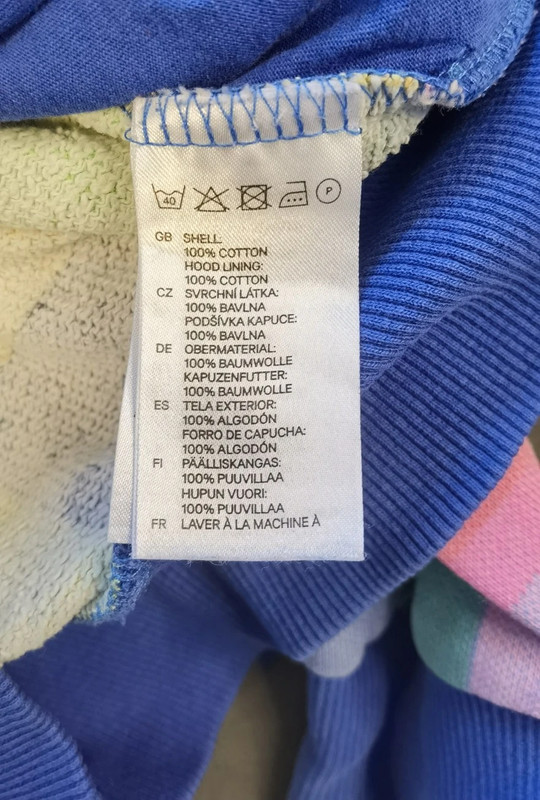 40 P
GB SHELL:
100% COTTON
HOOD LINING:
100% COTTON
CZ SVRCHNÍ LÁTKA:
100% BAVLNA
PODŠÍVKA KAPUCE:
100% BAVLNA
DE OBERMATERIAL:
100% BAUMWOLLE
KAPUZENFUTTER:
100% BAUMWOLLE
ES TELA EXTERIOR:
100% ALGODÓN
FORRO DE CAPUCHA:
100% ALGODÓN
FI PÄÄLLISKANGAS:
100% PUUVILLAA
HUPUN VUORI:
100% PUUVILLAA
FR LAVER À LA MACHINE À